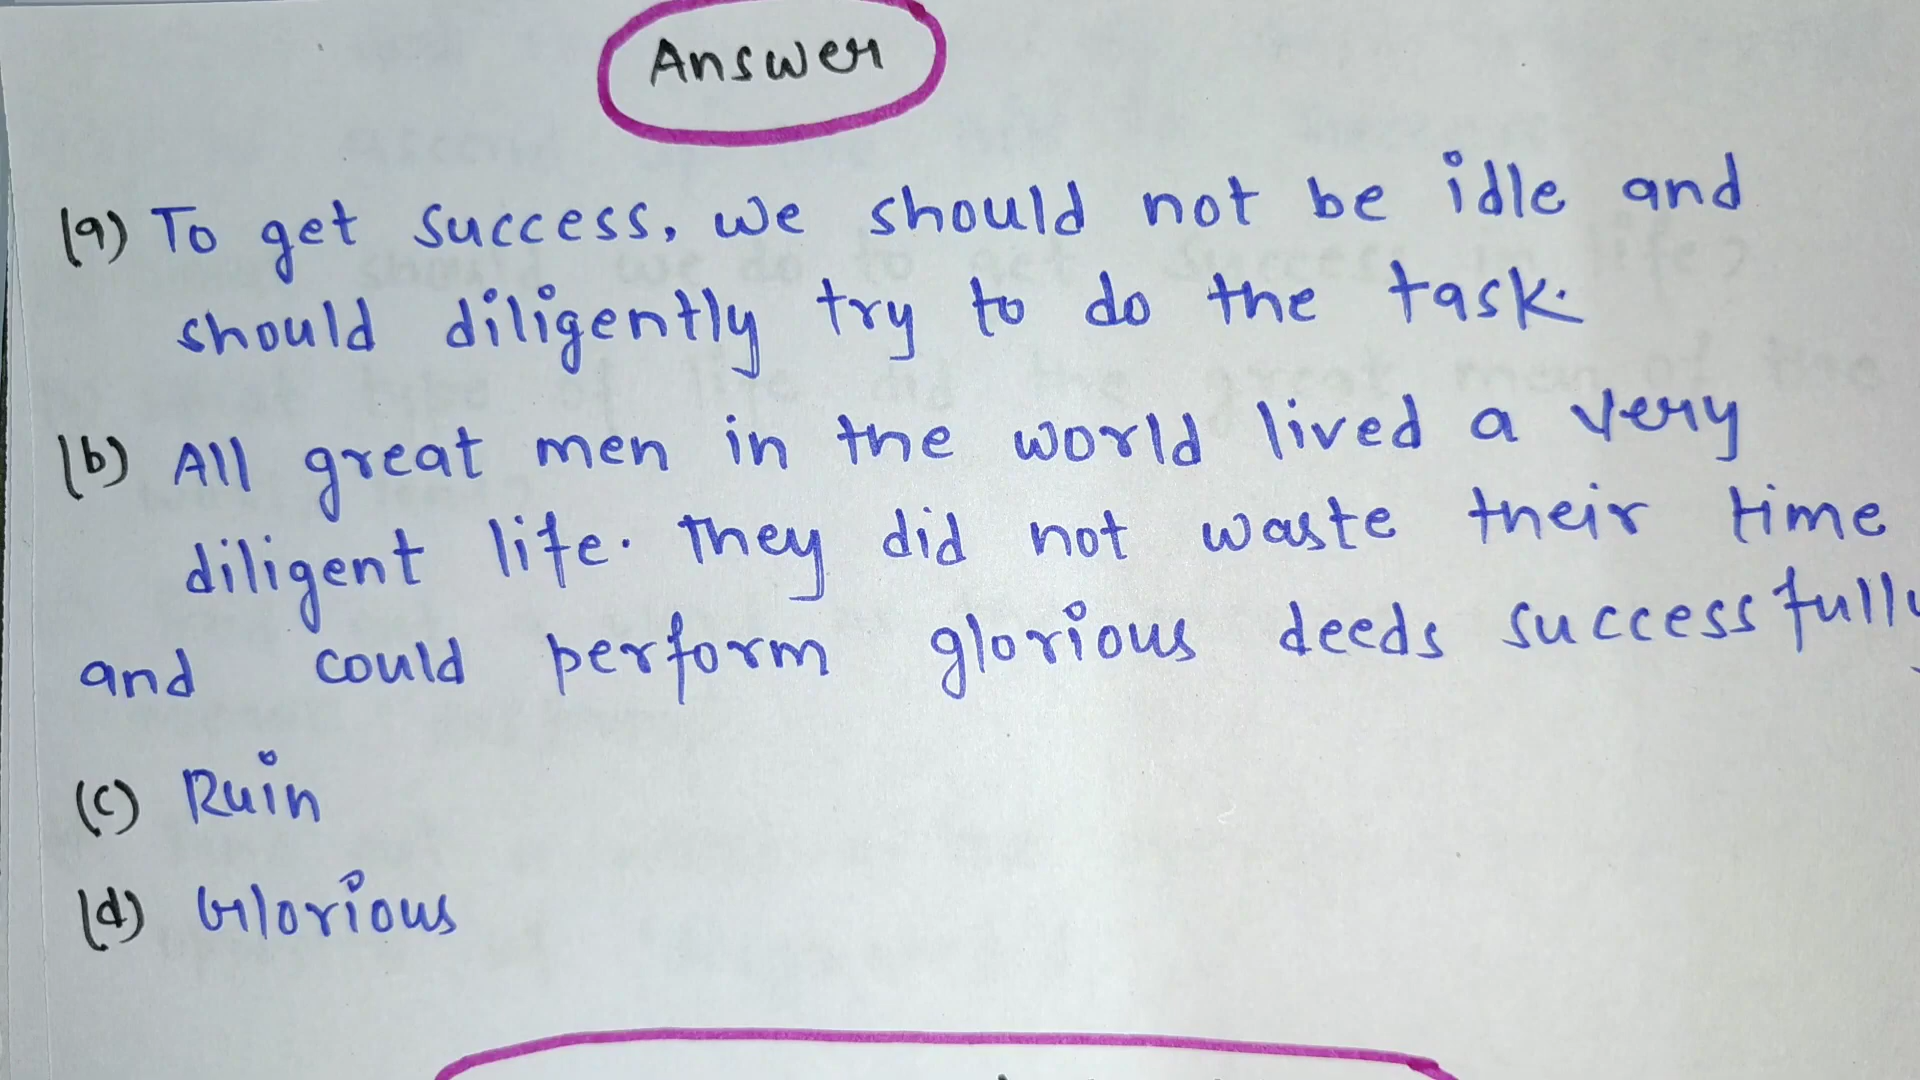 Answer
(a) To get success, we should not be idle and
should diligently try to do the task.
(b) All great men in the world lived a very
diligent life. They did not waste their time
and could perform glorious deeds successfully
(c) Ruin
(d) Glorious